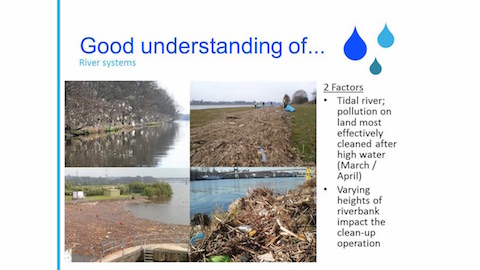 Good understanding of...
River systems
2 Factors
• Tidal river;
pollution on
land most
effectively
cleaned after
high water
(March /
April)
• Varying
heights of
riverbank
impact the
clean-up
operation